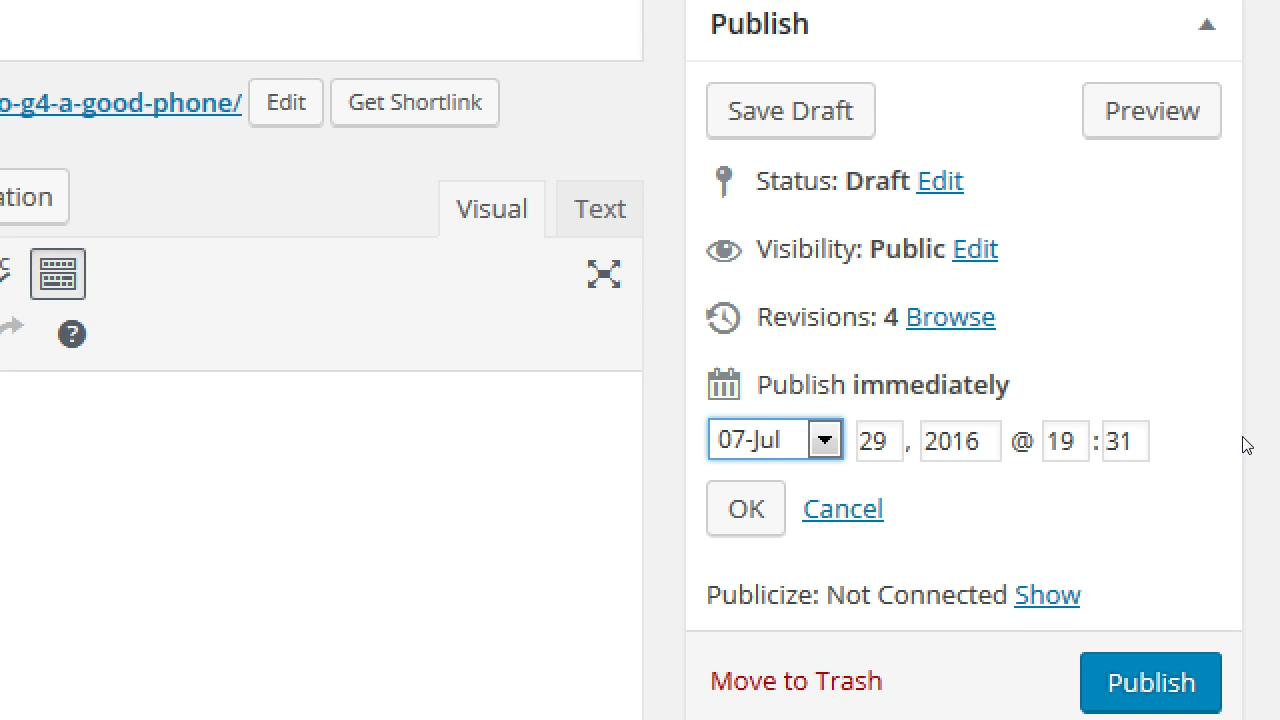 Publish
o-g4-a-good-phone/ Edit Get Shortlink
Save Draft Preview
ation
Visual Text
Status: Draft Edit
Visibility: Public Edit
Revisions: 4 Browse
?
Publish immediately
07-Jul 29 , 2016 @ 19 : 31
OK Cancel
Publicize: Not Connected Show
Move to Trash Publish